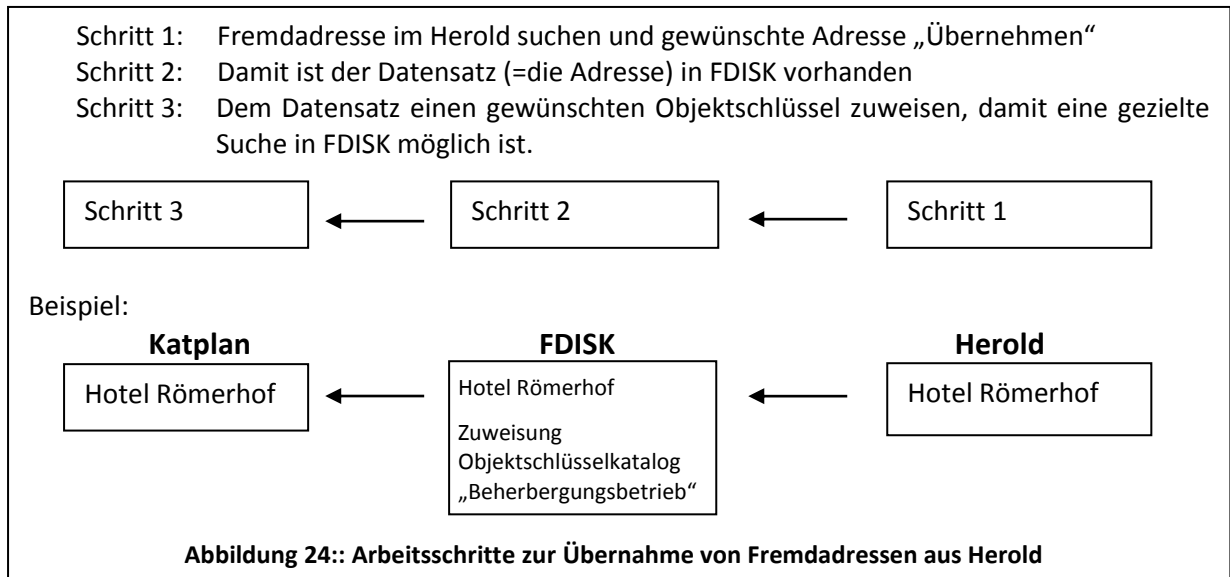 Schritt 1: Fremdadresse im Herold suchen und gewünschte Adresse „Übernehmen“
Schritt 2: Damit ist der Datensatz (=die Adresse) in FDISK vorhanden
Schritt 3: Dem Datensatz einen gewünschten Objektschlüssel zuweisen, damit eine gezielte
Suche in FDISK möglich ist.
Schritt 3 Schritt 2 Schritt 1
Beispiel:
Katplan FDISK Herold
Hotel Römerhof Hotel Römerhof Hotel Römerhof
Zuweisung
Objektschlüsselkatalog
„Beherbergungsbetrieb“
Abbildung 24:: Arbeitsschritte zur Übernahme von Fremdadressen aus Herold